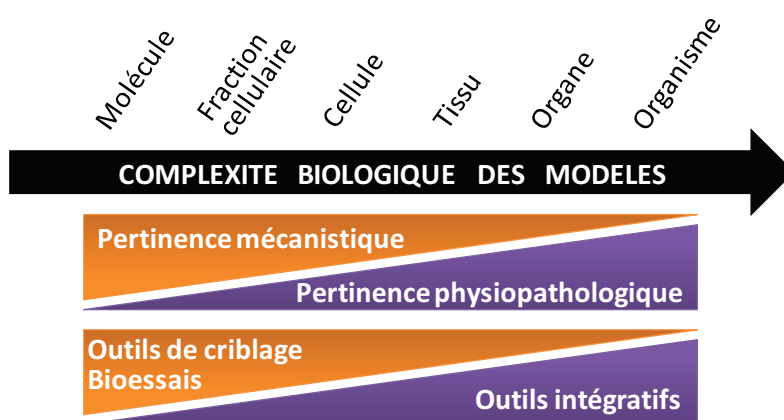 Molécule
Fraction
cellulaire
Cellule
Tissu
Organe
Organisme
COMPLEXITE BIOLOGIQUE DES MODELES
Pertinence mécanistique
Pertinence physiopathologique
Outils de criblage
Bioessais
Outils intégratifs